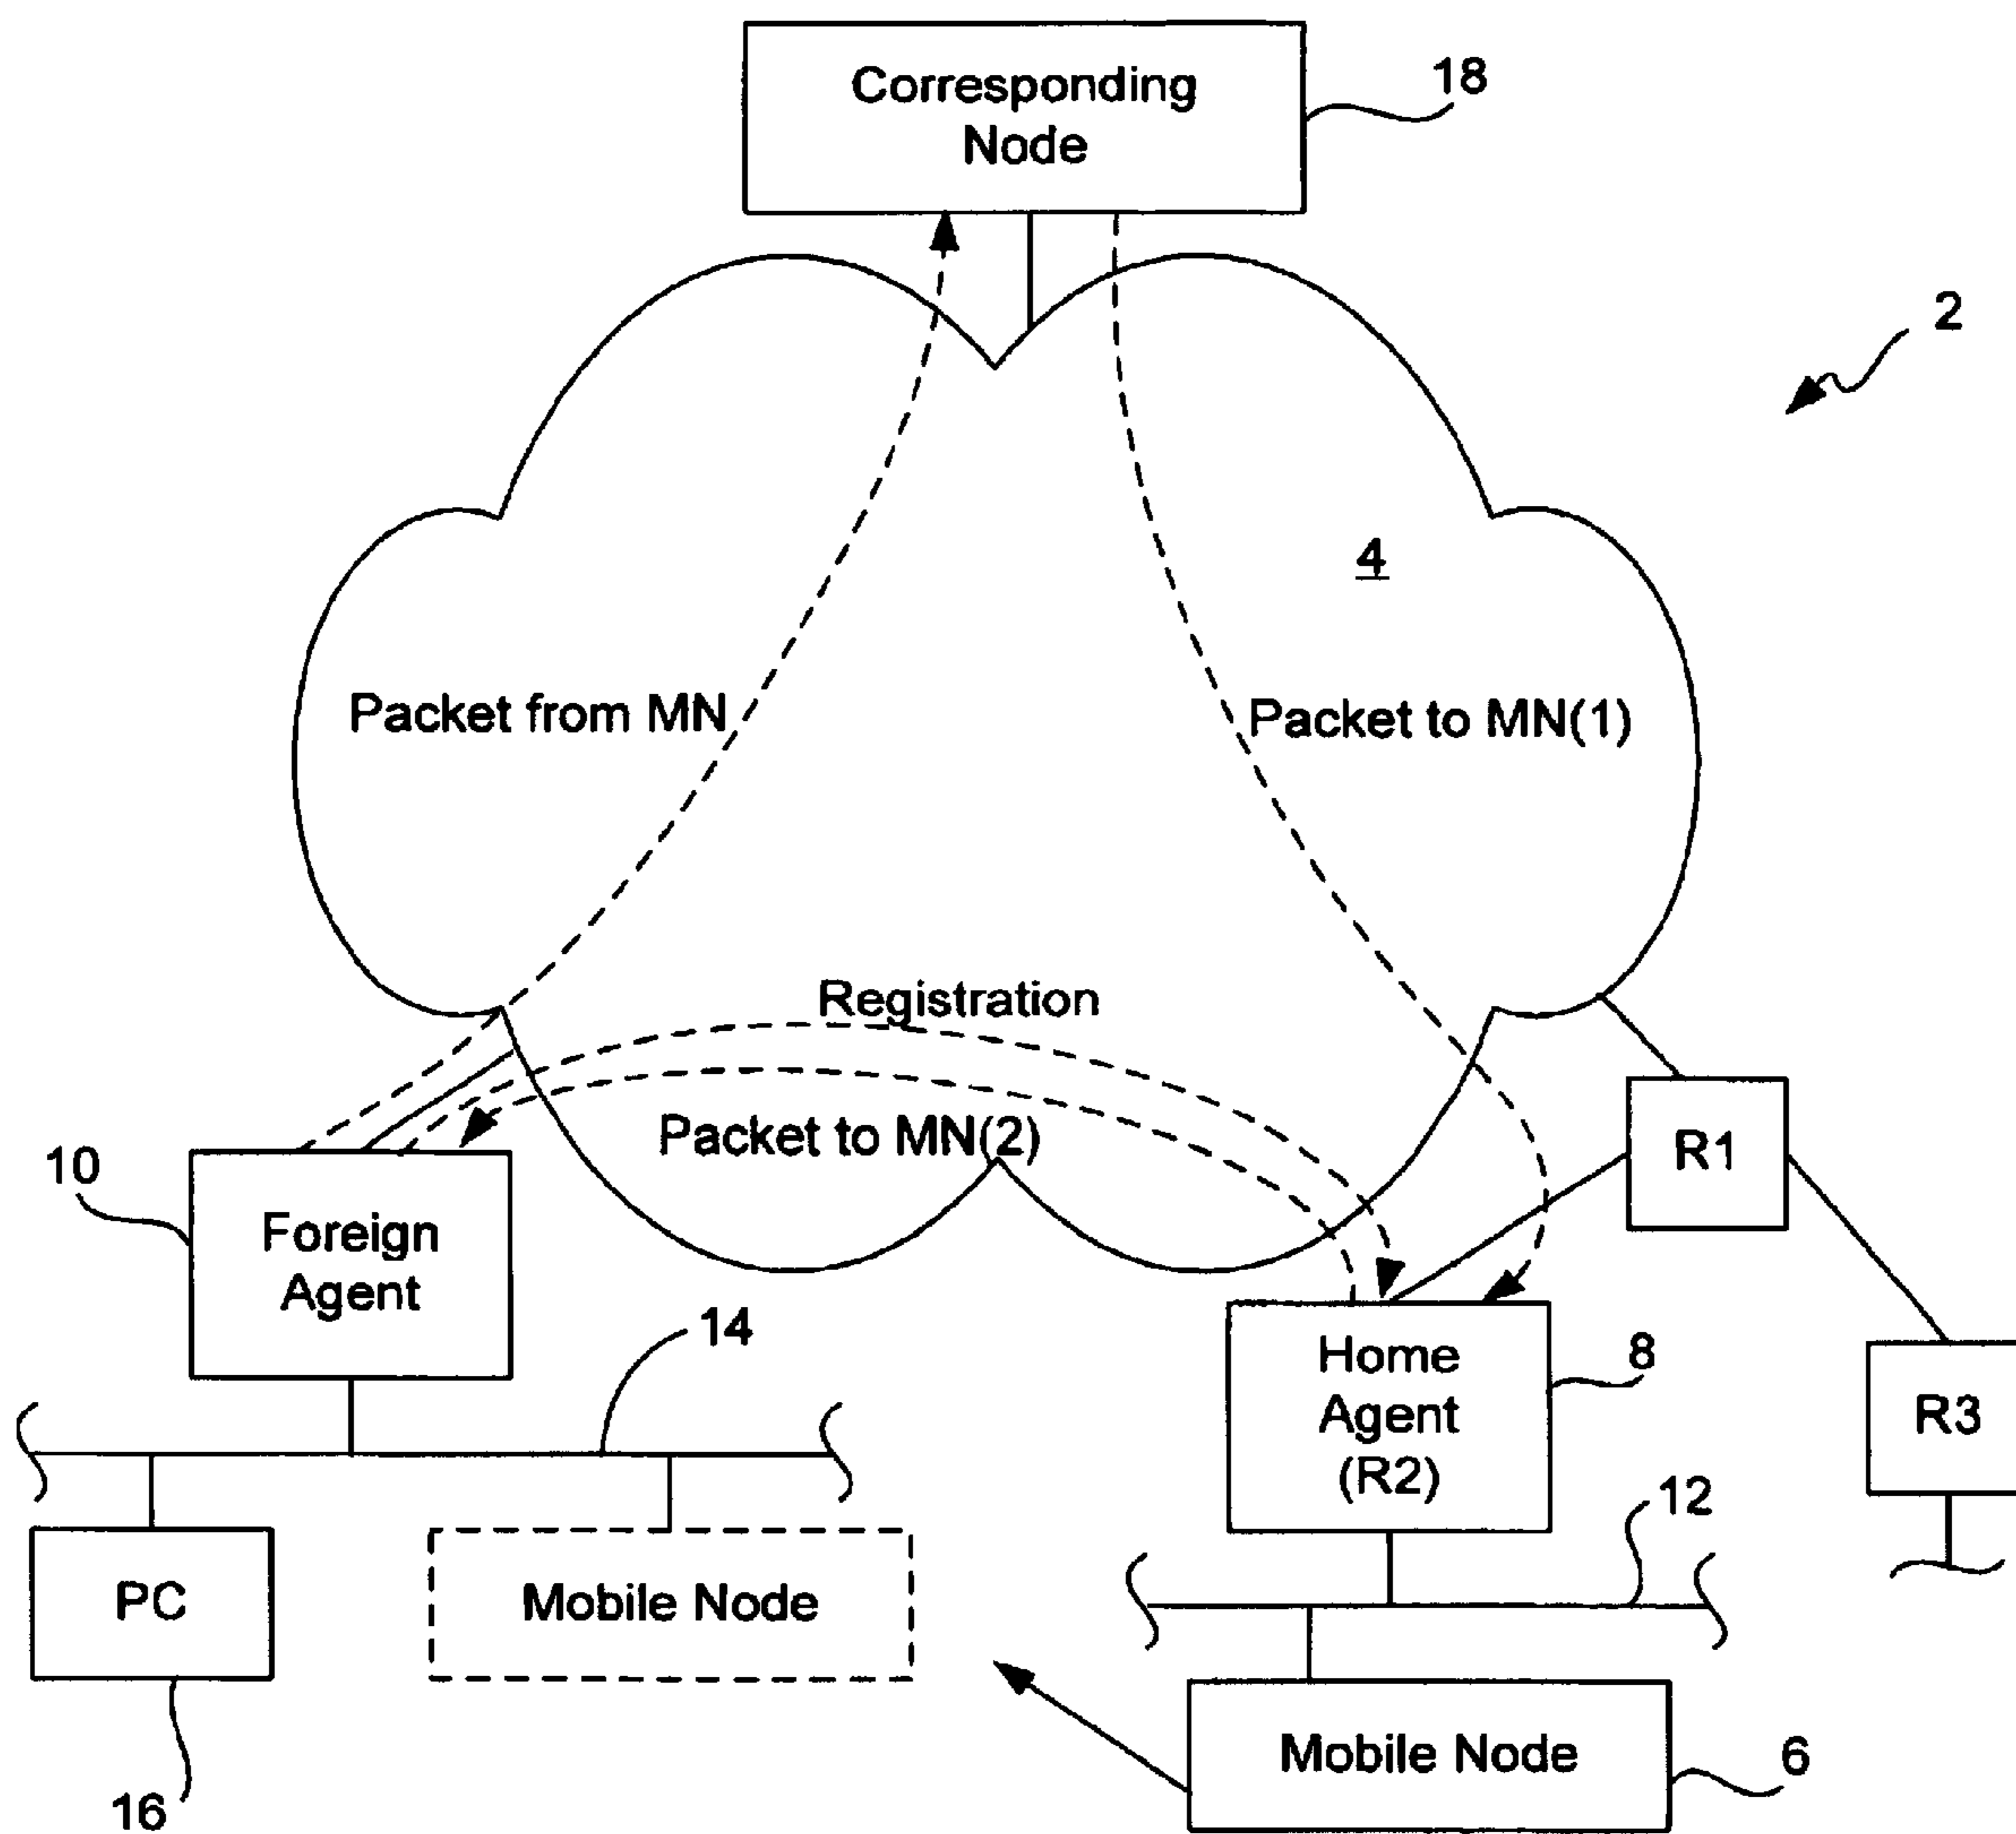 Corresponding
Node
18
2
4
Packet from MN
Packet to MN(1)
Registration
Packet to MN(2)
R1
10
Foreign
Agent
14
Home
Agent
(R2)
8
R3
12
PC
Mobile Node
16
Mobile Node
6